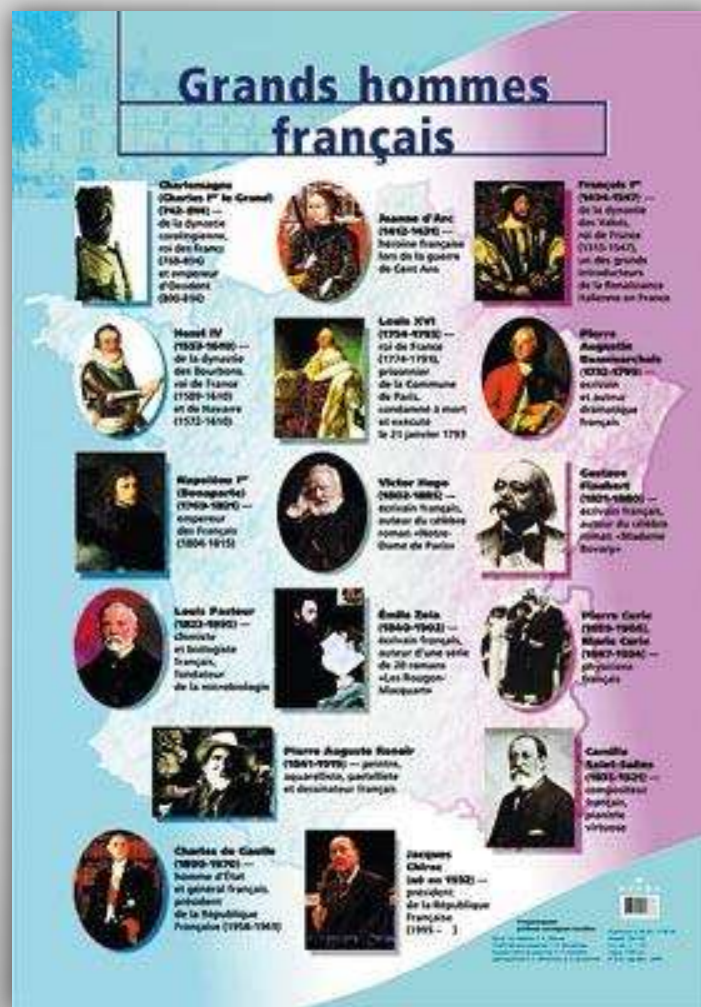 Grands hommes
français
Charlemagne
(Charles Iᵉʳ le Grand)
(742-814) —
de la dynastie
carolingienne,
roi des Francs
(768-814)
et empereur
d'Occident
(800-814)
Jeanne d'Arc
(1412-1431) —
héroïne française
lors de la guerre
de Cent Ans
François Iᵉʳ
(1494-1547) —
de la dynastie
des Valois,
roi de France
(1515-1547),
un des grands
introducteurs
de la Renaissance
italienne en France
Henri IV
(1553-1610) —
de la dynastie
des Bourbons,
roi de France
(1589-1610)
et de Navarre
(1572-1610)
Louis XVI
(1754-1793) —
roi de France
(1774-1791),
prisonnier
de la Commune
de Paris,
condamné à mort
et exécuté
le 21 janvier 1793
Pierre
Augustin
Beaumarchais
(1732-1799) —
écrivain
et auteur
dramatique
français
Napoléon Iᵉʳ
(Bonaparte)
(1769-1821) —
empereur
des Français
(1804-1815)
Victor Hugo
(1802-1885) —
écrivain français,
auteur du célèbre
roman «Notre-
Dame de Paris»
Gustave
Flaubert
(1821-1880) —
écrivain français,
auteur du célèbre
roman «Madame
Bovary»
Louis Pasteur
(1822-1895) —
chimiste
et biologiste
français,
fondateur
de la microbiologie
Émile Zola
(1840-1902) —
écrivain français,
auteur d'une série
de 20 romans
«Les Rougon-
Macquart»
Pierre Curie
(1859-1906),
Marie Curie
(1867-1934) —
physiciens
français
Pierre Auguste Renoir
(1841-1919) — peintre,
aquarelliste, pastelliste
et dessinateur français
Camille
Saint-Saëns
(1835-1921) —
compositeur
français,
pianiste
virtuose
Charles de Gaulle
(1890-1970) —
homme d'État
et général français,
président
de la République
Française (1958-1969)
Jacques
Chirac
(né en 1932) —
président
de la République
Française
(1995 - )